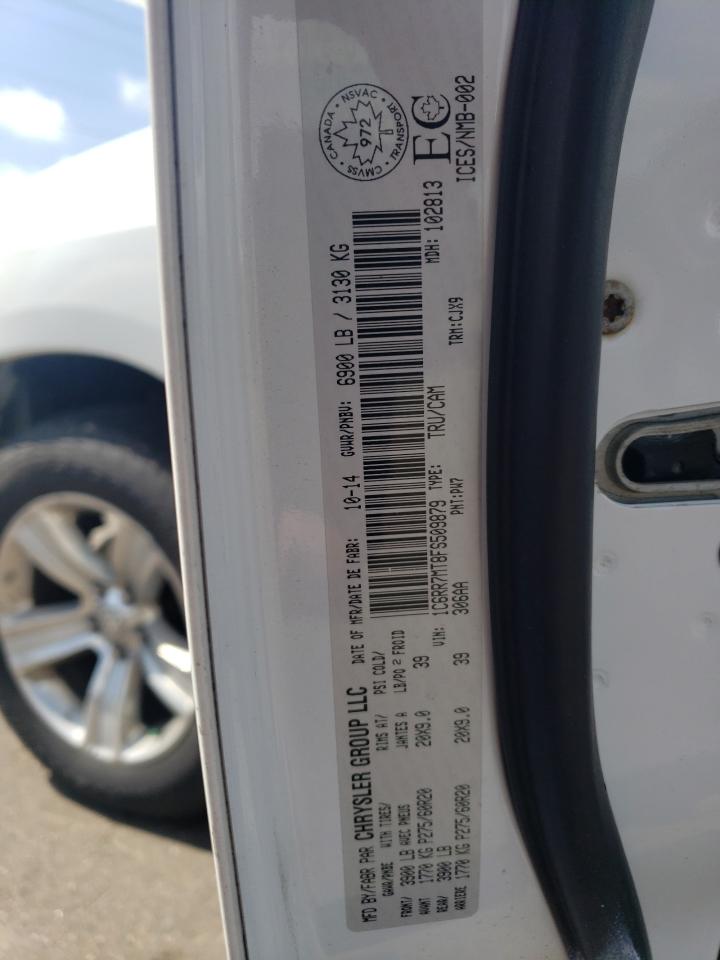 MFD BY/FABR PAR CHRYSLER GROUP LLC DATE OF MFR/DATE DE FABR: 10-14 GVWR/PNBV: 6900 LB / 3130 KG
GAWR/PNBE WITH TIRES/ RIMS AT/ PSI COLD/
AVEC PNEUS JANTES A LB/PO 2 FROID
FRONT/ 3900 LB
AVANT 1770 KG P275/60R20 20X9.0 39
REAR/ 3900 LB
ARRIERE 1770 KG P275/60R20 20X9.0 39
VIN: 1C6RR7MT8FS509879 TYPE: TRU/CAM MDH: 102813
306AA PNT: PW7 TRM: CJX9
CANADA • NSVAC • TRANSPORT • CMVSS •
972
EC
ICES/NMB-002